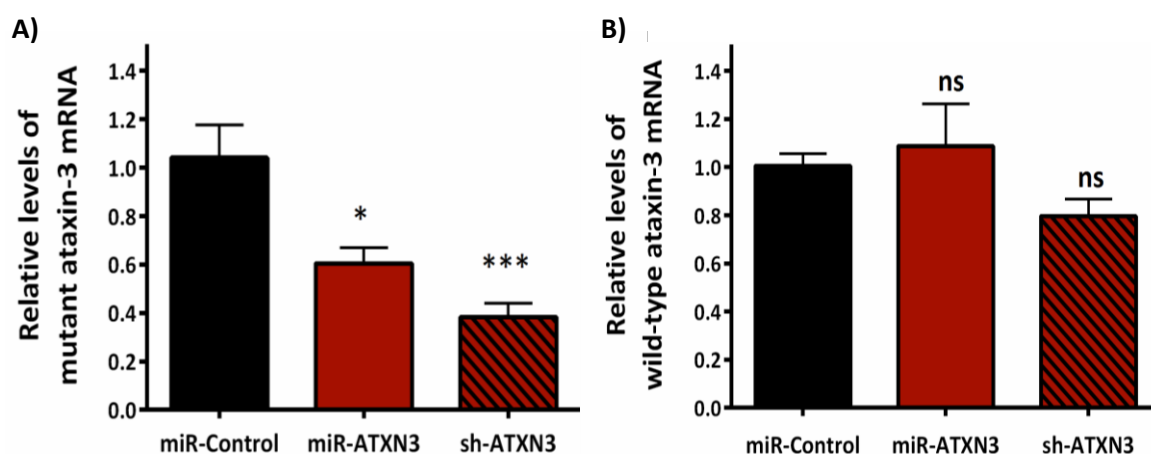 A)
Relative levels of
mutant ataxin-3 mRNA
1.4
1.2
1.0
0.8
0.6
0.4
0.2
0.0
*
***
miR-Control
miR-ATXN3
sh-ATXN3
B)
Relative levels of
wild-type ataxin-3 mRNA
1.4
1.2
1.0
0.8
0.6
0.4
0.2
0.0
ns
ns
miR-Control
miR-ATXN3
sh-ATXN3